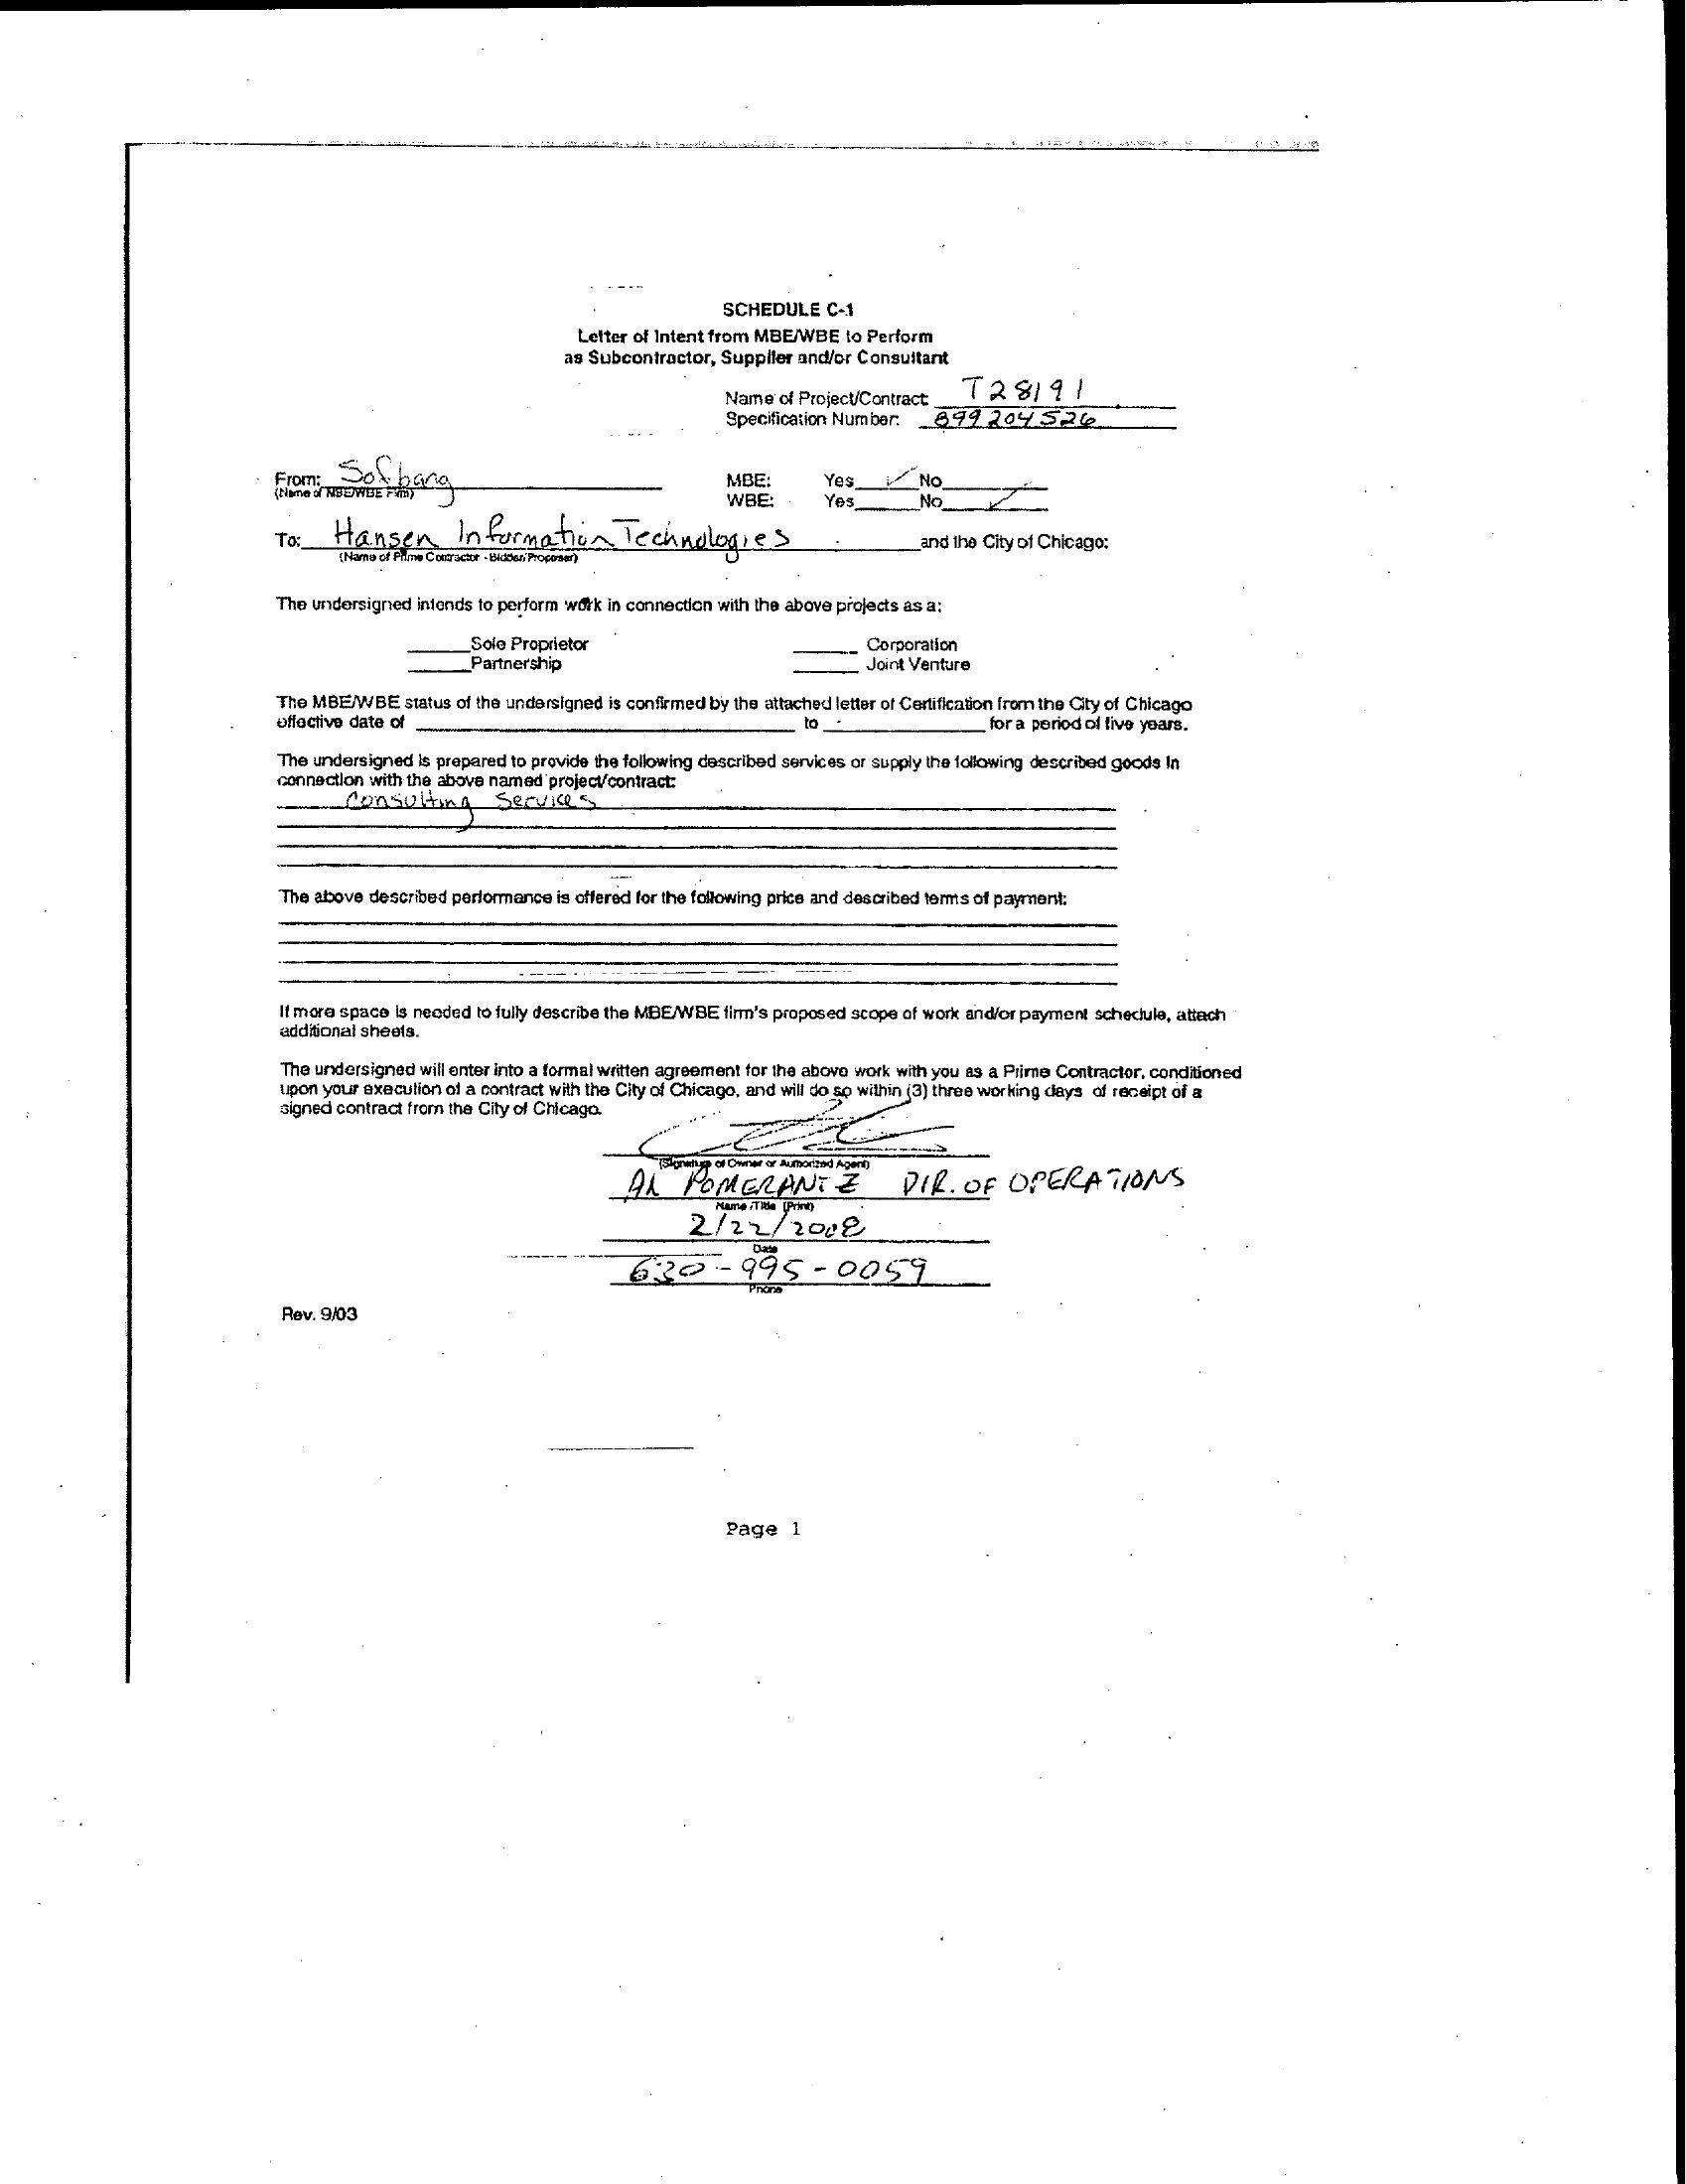 SCHEDULE C-1
Letter of Intent from MBE/WBE to Perform
as Subcontractor, Supplier and/or Consultant
Name of Project/Contract: T28191
Specification Number: B99204526
From: Sofbang MBE: Yes ✓ No
(Name of MBE/WBE Firm) WBE: Yes No ✓
To: Hansen Information Technologies and the City of Chicago:
(Name of Prime Contractor - Bidder/Proposer)
The undersigned intends to perform work in connection with the above projects as a:
Sole Proprietor Corporation
Partnership Joint Venture
The MBE/WBE status of the undersigned is confirmed by the attached letter of Certification from the City of Chicago
effective date of to for a period of five years.
The undersigned is prepared to provide the following described services or supply the following described goods in
connection with the above named project/contract:
Consulting Services
The above described performance is offered for the following price and described terms of payment:
If more space is needed to fully describe the MBE/WBE firm's proposed scope of work and/or payment schedule, attach
additional sheets.
The undersigned will enter into a formal written agreement for the above work with you as a Prime Contractor, conditioned
upon your execution of a contract with the City of Chicago, and will do so within (3) three working days of receipt of a
signed contract from the City of Chicago.
(Signature of Owner or Authorized Agent)
AL POMERANTZ DIR. OF OPERATIONS
Name /Title (Print)
2/22/2008
Date
630-995-0059
Phone
Rev. 9/03
Page 1